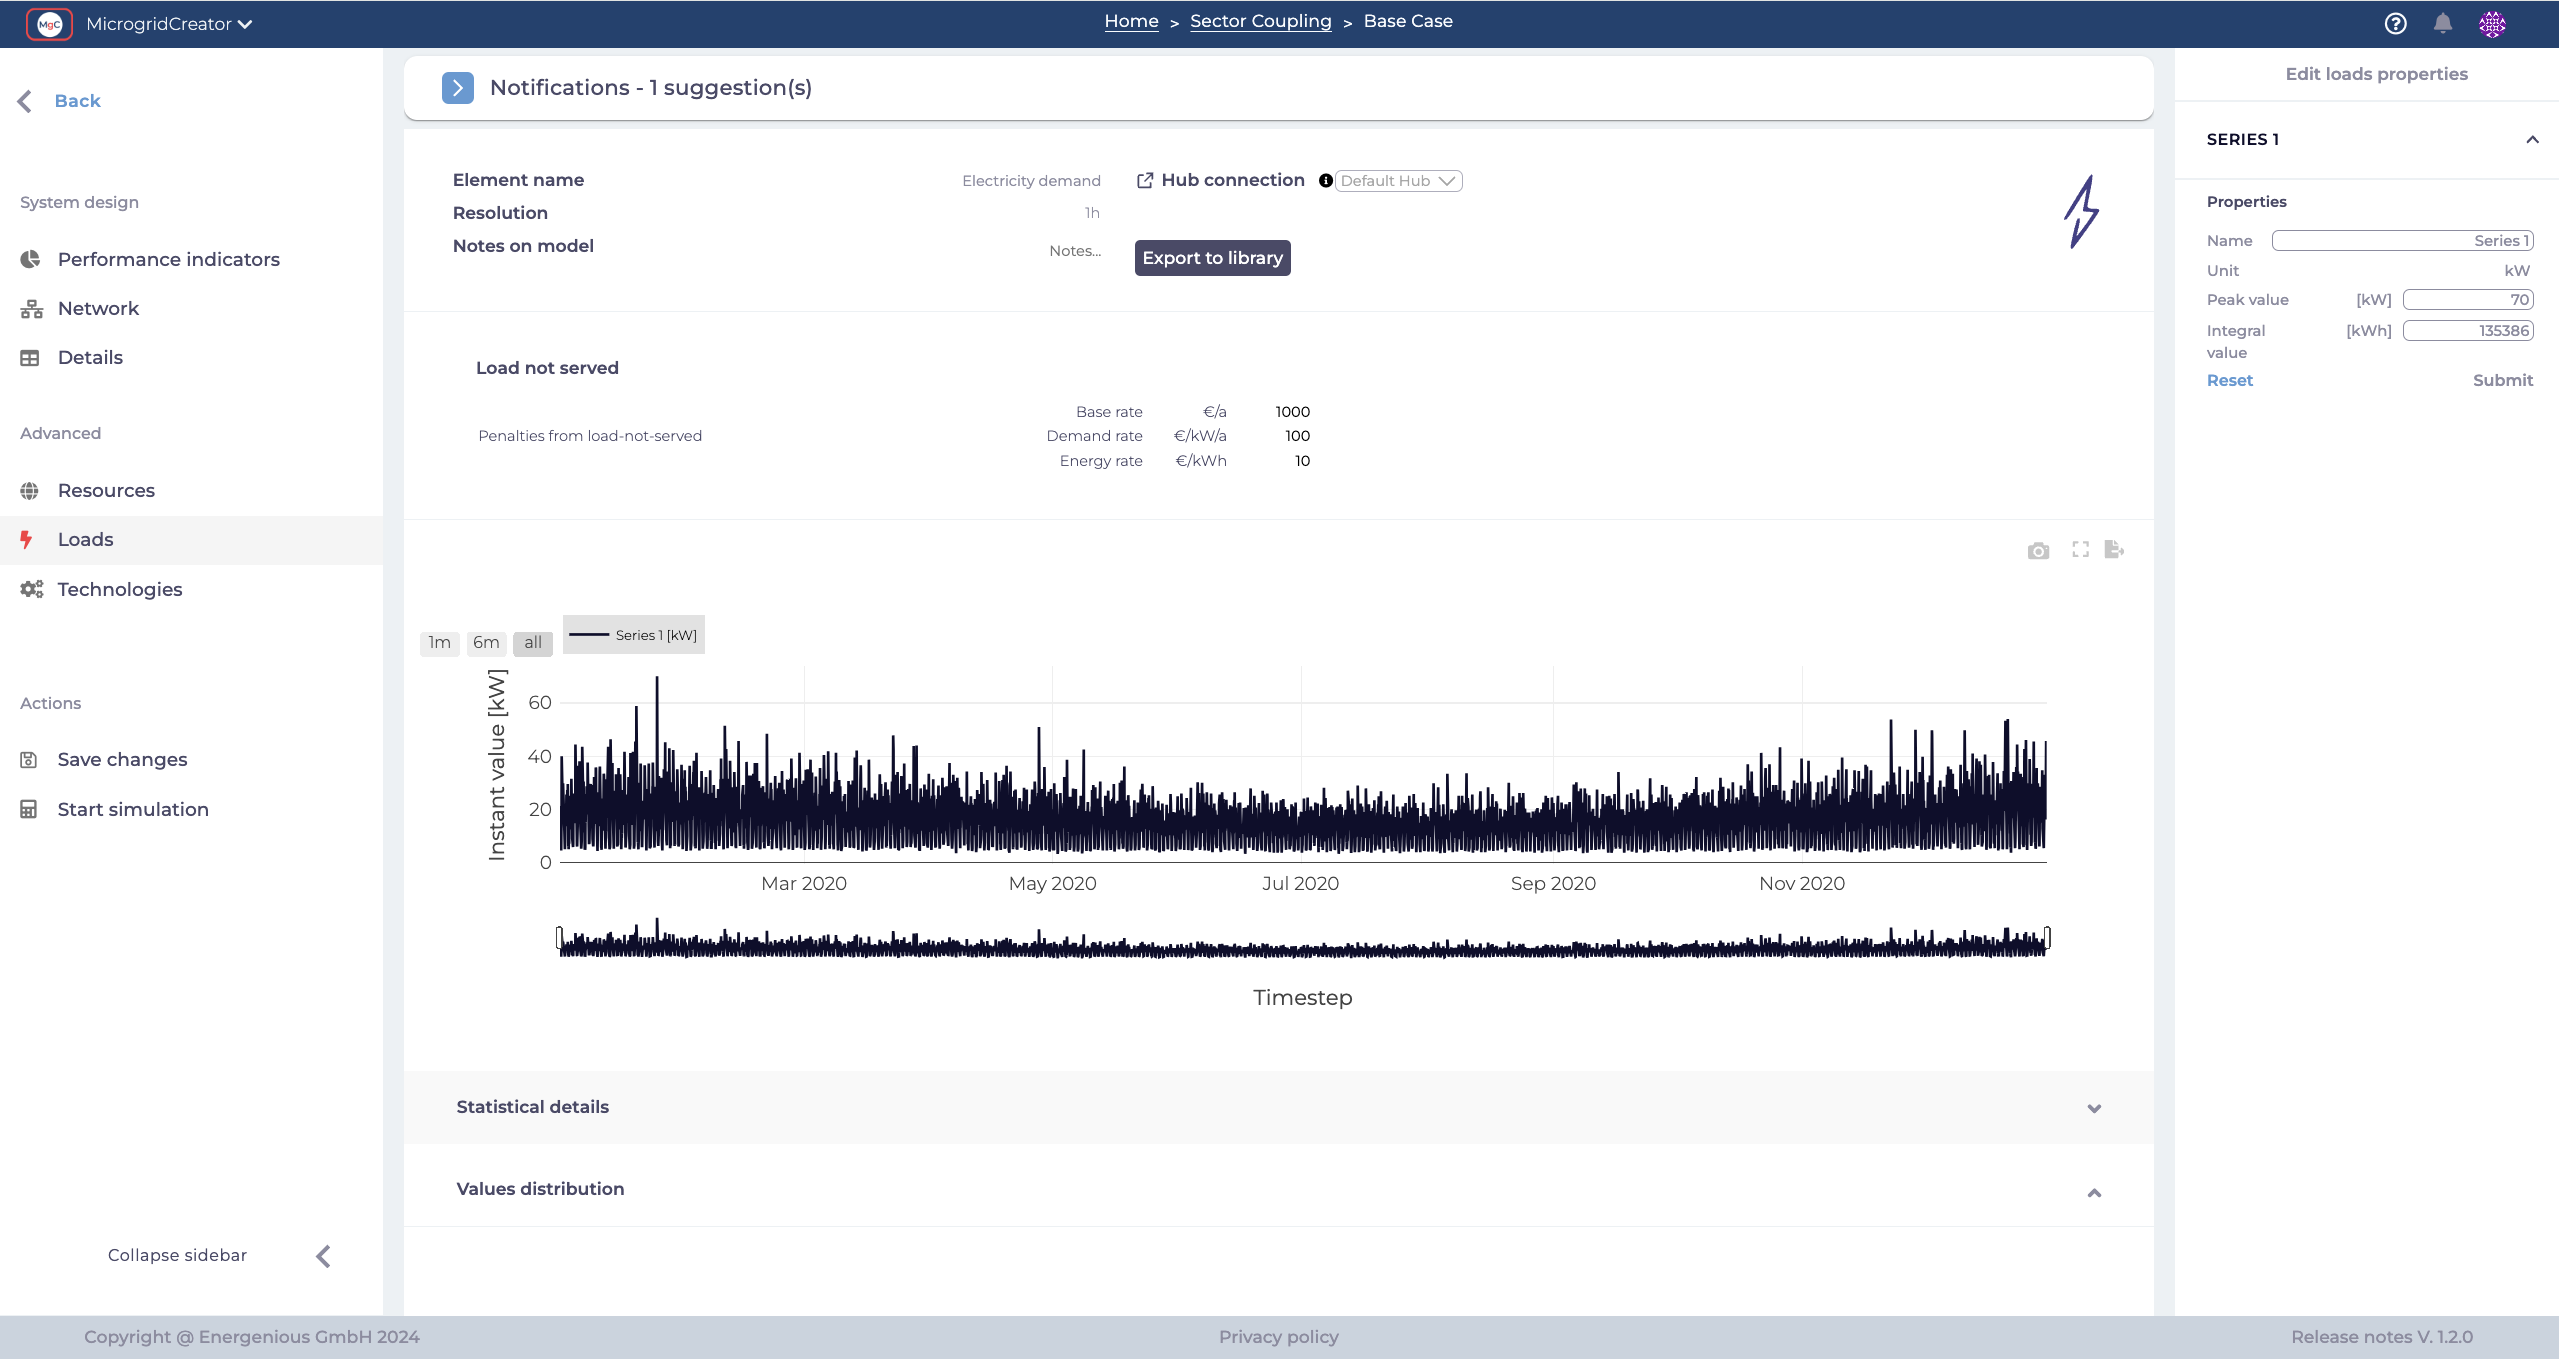 MgC MicrogridCreator
Home > Sector Coupling > Base Case
Back
System design
Performance indicators
Network
Details
Advanced
Resources
Loads
Technologies
Actions
Save changes
Start simulation
Collapse sidebar
Notifications - 1 suggestion(s)
Element name Electricity demand Hub connection Default Hub
Resolution 1h
Notes on model Notes...
Export to library
Load not served
Penalties from load-not-served
Base rate €/a 1000
Demand rate €/kW/a 100
Energy rate €/kWh 10
1m 6m all Series 1 [kW]
Instant value [kW]
60
40
20
0
Mar 2020 May 2020 Jul 2020 Sep 2020 Nov 2020
Timestep
Statistical details
Values distribution
Edit loads properties
SERIES 1
Properties
Name Series 1
Unit kW
Peak value [kW] 70
Integral [kWh] 135386
value
Reset Submit
Copyright @ Energenious GmbH 2024 Privacy policy Release notes V. 1.2.0